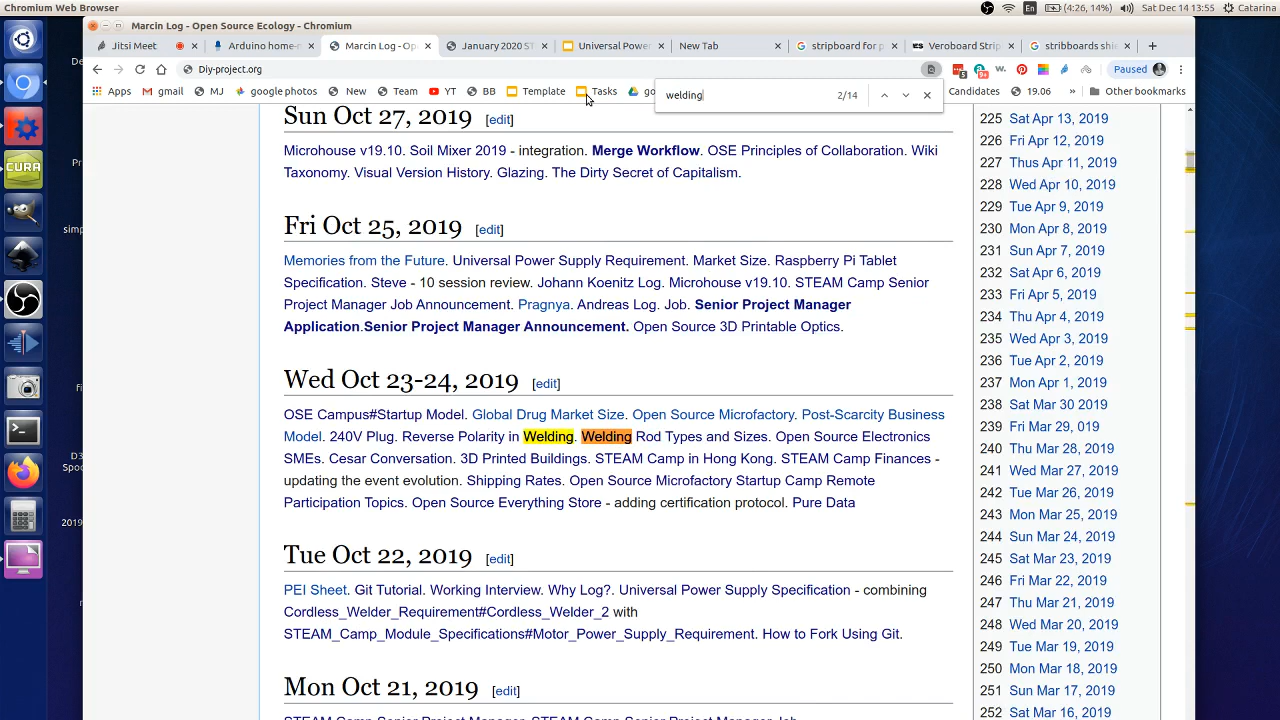 Chromium Web Browser
En (4:26, 14%) Sat Dec 14 13:55 Catarina
Marcin Log - Open Source Ecology - Chromium
Jitsi Meet Arduino home-m Marcin Log - Op Universal Powe New Tab stripboard for p Veroboard Strip stribboards shie
January 2020 ST
Diy-project.org Paused
Apps gmail MJ google photos New Team YT BB Template Tasks go Candidates 19.06 » Other bookmarks
welding 2/14
Sun Oct 27, 2019 [edit]
Microhouse v19.10. Soil Mixer 2019 - integration. Merge Workflow. OSE Principles of Collaboration. Wiki
Taxonomy. Visual Version History. Glazing. The Dirty Secret of Capitalism.
Fri Oct 25, 2019 [edit]
Memories from the Future. Universal Power Supply Requirement. Market Size. Raspberry Pi Tablet
Specification. Steve - 10 session review. Johann Koenitz Log. Microhouse v19.10. STEAM Camp Senior
Project Manager Job Announcement. Pragnya. Andreas Log. Job. Senior Project Manager
Application.Senior Project Manager Announcement. Open Source 3D Printable Optics.
Wed Oct 23-24, 2019 [edit]
OSE Campus#Startup Model. Global Drug Market Size. Open Source Microfactory. Post-Scarcity Business
Model. 240V Plug. Reverse Polarity in Welding. Welding Rod Types and Sizes. Open Source Electronics
SMEs. Cesar Conversation. 3D Printed Buildings. STEAM Camp in Hong Kong. STEAM Camp Finances -
updating the event evolution. Shipping Rates. Open Source Microfactory Startup Camp Remote
Participation Topics. Open Source Everything Store - adding certification protocol. Pure Data
Tue Oct 22, 2019 [edit]
PEI Sheet. Git Tutorial. Working Interview. Why Log?. Universal Power Supply Specification - combining
Cordless_Welder_Requirement#Cordless_Welder_2 with
STEAM_Camp_Module_Specifications#Motor_Power_Supply_Requirement. How to Fork Using Git.
Mon Oct 21, 2019 [edit]
225 Sat Apr 13, 2019
226 Fri Apr 12, 2019
227 Thus Apr 11, 2019
228 Wed Apr 10, 2019
229 Tue Apr 9, 2019
230 Mon Apr 8, 2019
231 Sun Apr 7, 2019
232 Sat Apr 6, 2019
233 Fri Apr 5, 2019
234 Thu Apr 4, 2019
235 Wed Apr 3, 2019
236 Tue Apr 2, 2019
237 Mon Apr 1, 2019
238 Sat Mar 30 2019
239 Fri Mar 29, 019
240 Thu Mar 28, 2019
241 Wed Mar 27, 2019
242 Tue Mar 26, 2019
243 Mon Mar 25, 2019
244 Sun Mar 24, 2019
245 Sat Mar 23, 2019
246 Fri Mar 22, 2019
247 Thu Mar 21, 2019
248 Wed Mar 20, 2019
249 Tue Mar 19, 2019
250 Mon Mar 18, 2019
251 Sun Mar 17, 2019
252 Sat Mar 16, 2019
CURA